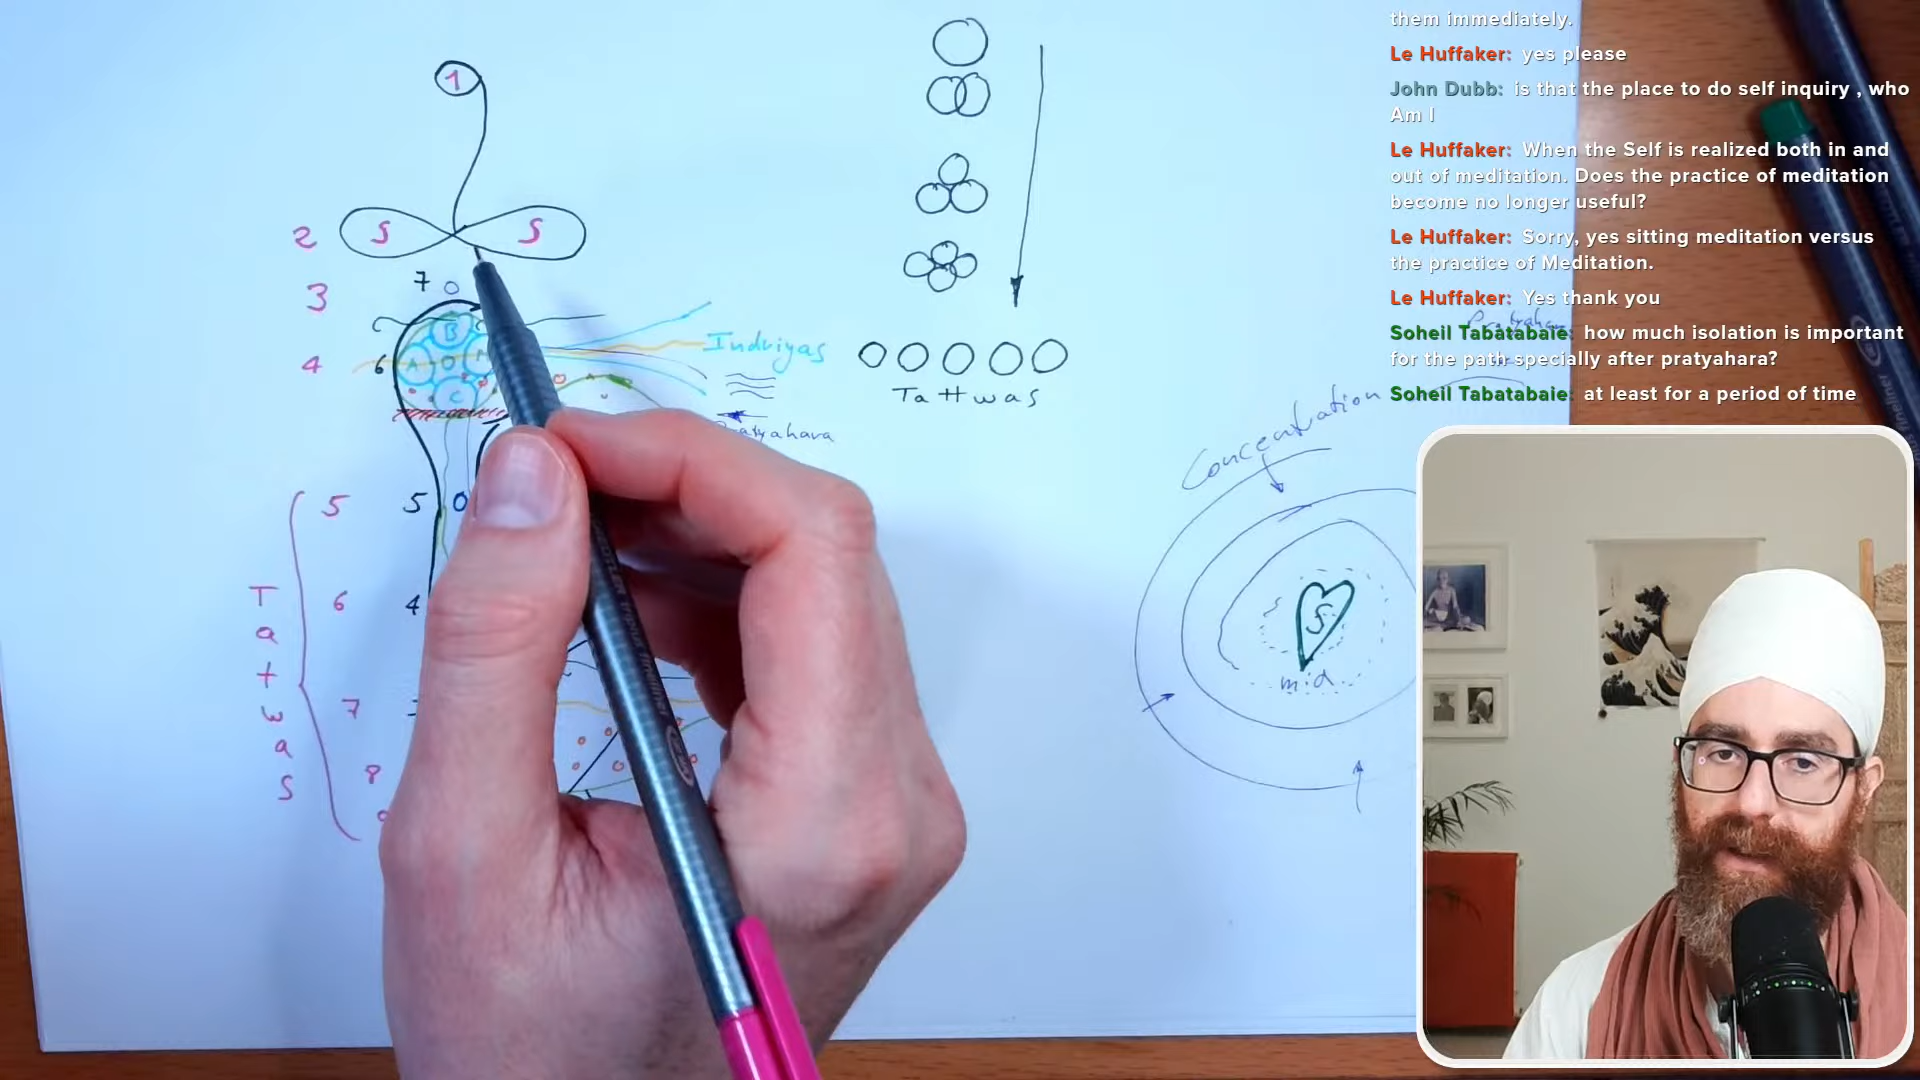 them immediately.
Le Huffaker: yes please
John Dubb: is that the place to do self inquiry , who
Am I
Le Huffaker: When the Self is realized both in and
out of meditation. Does the practice of meditation
become no longer useful?
Le Huffaker: Sorry, yes sitting meditation versus
the practice of Meditation.
Le Huffaker: Yes thank you
Soheil Tabatabaie: how much isolation is important
for the path specially after pratyahara?
Soheil Tabatabaie: at least for a period of time
1
2 S S
3 7
B
4 6 A
C
Indriyas
Pratyahara
Tattwas
5 5
6 4
7
8
Tatwas
Concentration
S
mid